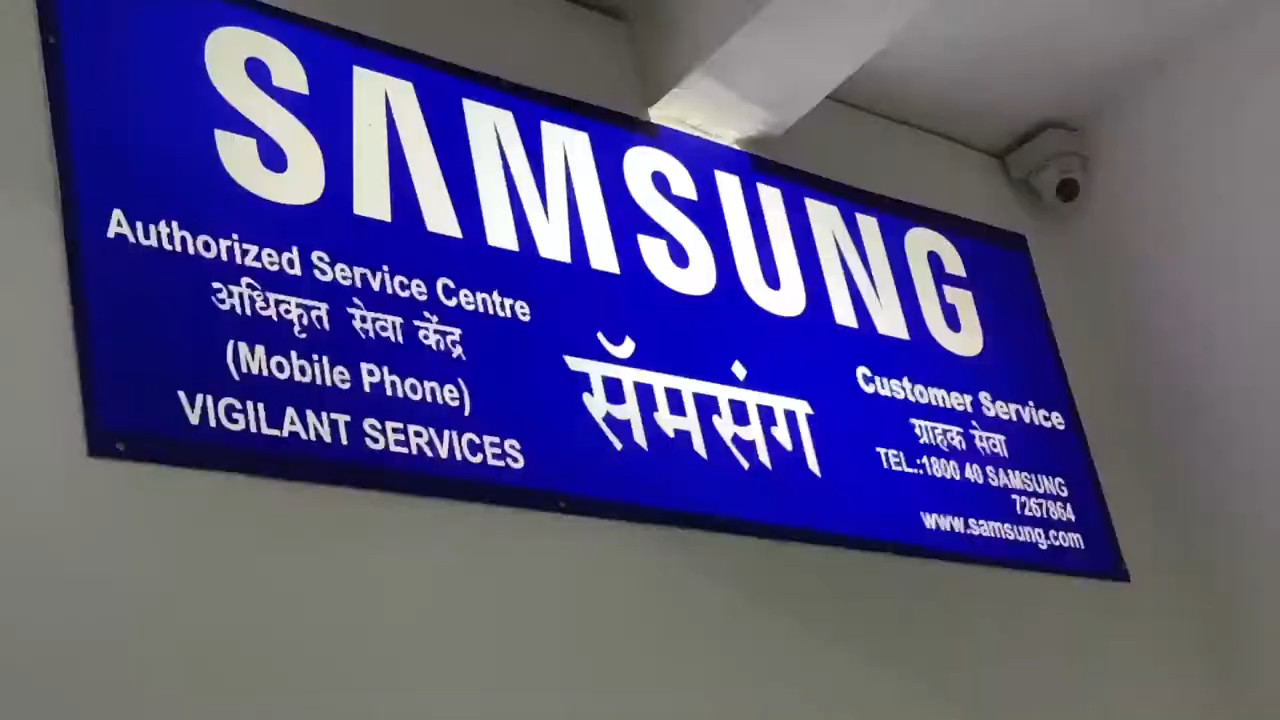 SAMSUNG
Authorized Service Centre
अधिकृत सेवा केंद्र
(Mobile Phone)
VIGILANT SERVICES
सॅमसंग
Customer Service
ग्राहक सेवा
TEL.:1800 40 SAMSUNG
7267864
www.samsung.com